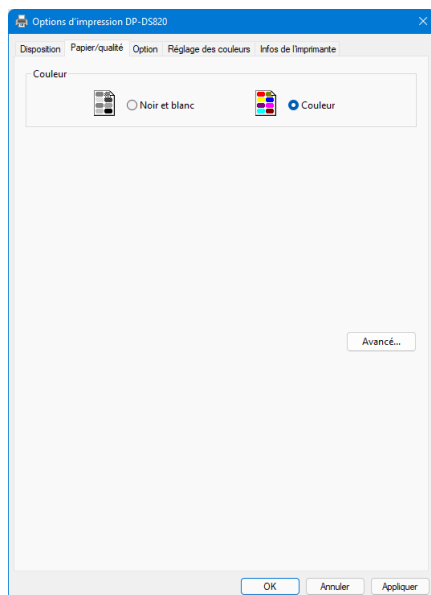 Options d'impression DP-DS820
Disposition Papier/qualité Option Réglage des couleurs Infos de l'Imprimante
Couleur
Noir et blanc Couleur
Avancé...
OK Annuler Appliquer